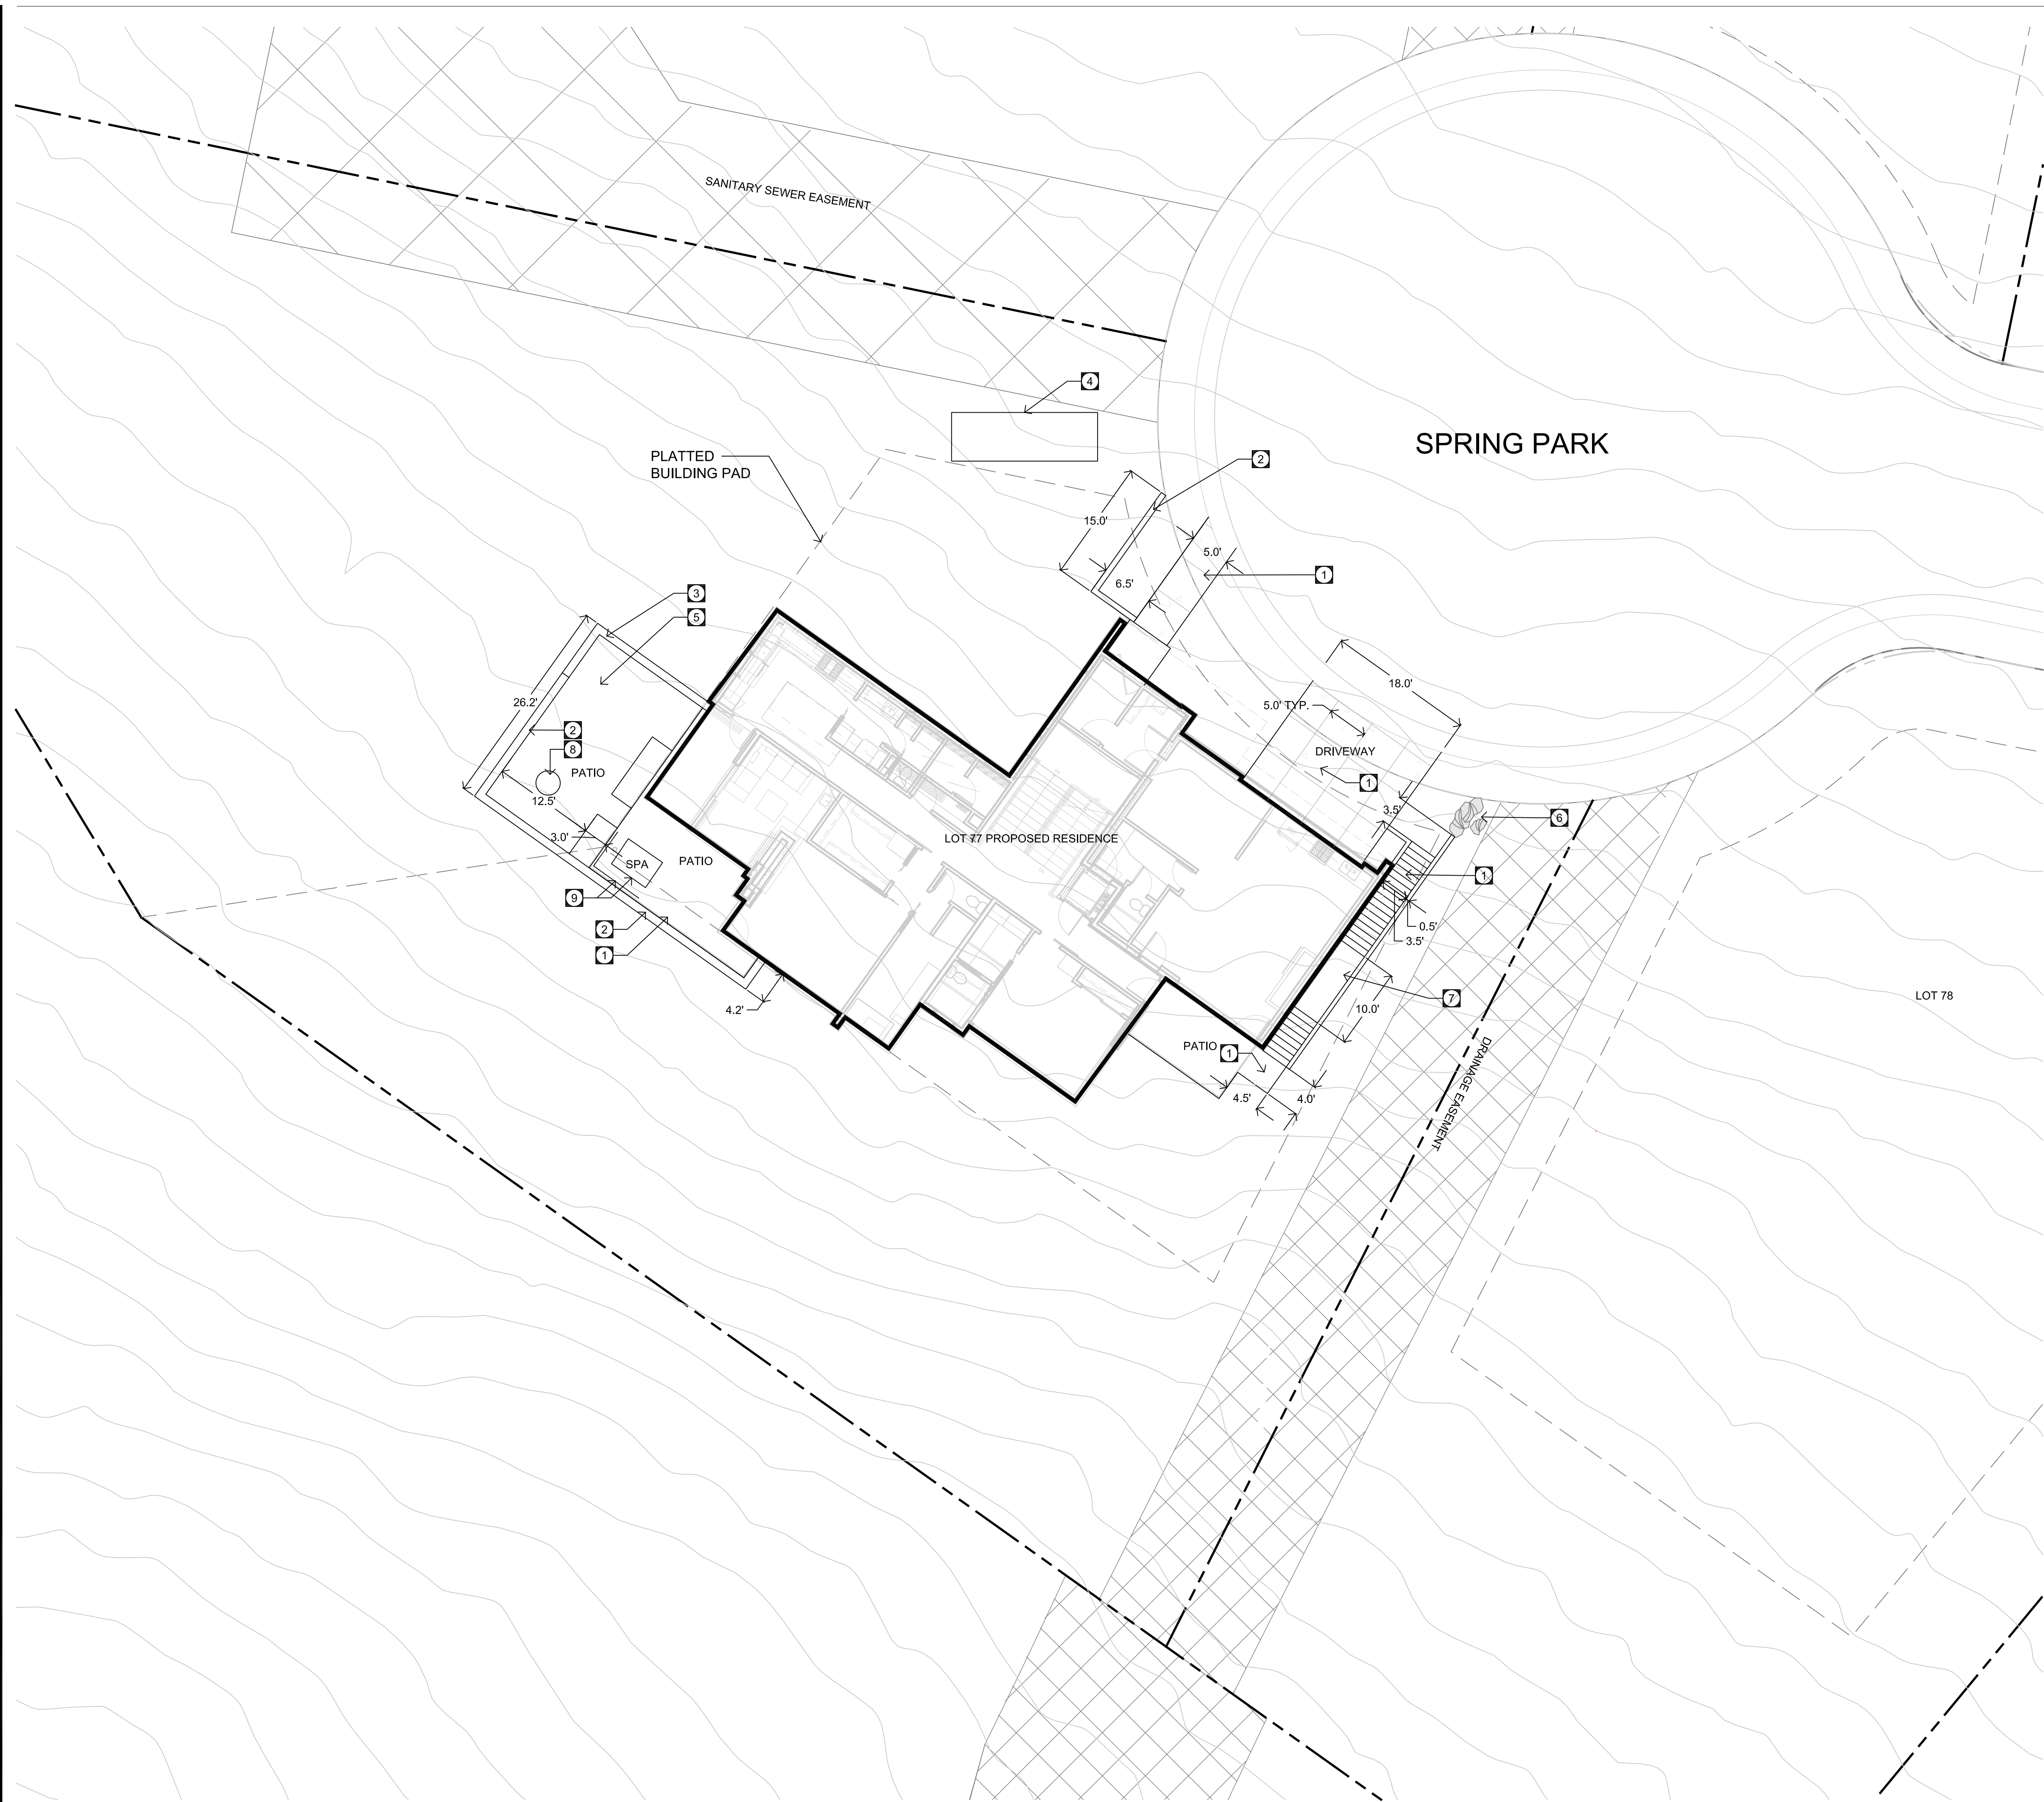 SANITARY SEWER EASEMENT
4
SPRING PARK
PLATTED
BUILDING PAD
2
15.0'
5.0'
6.5'
1
3
5
26.2'
2
8
PATIO
12.5'
3.0'
SPA
PATIO
9
2
1
4.2'
LOT 77 PROPOSED RESIDENCE
18.0'
5.0' TYP.
DRIVEWAY
1
3.5'
6
1
0.5'
3.5'
7
10.0'
PATIO
1
4.5'
4.0'
DRAINAGE EASEMENT
LOT 78